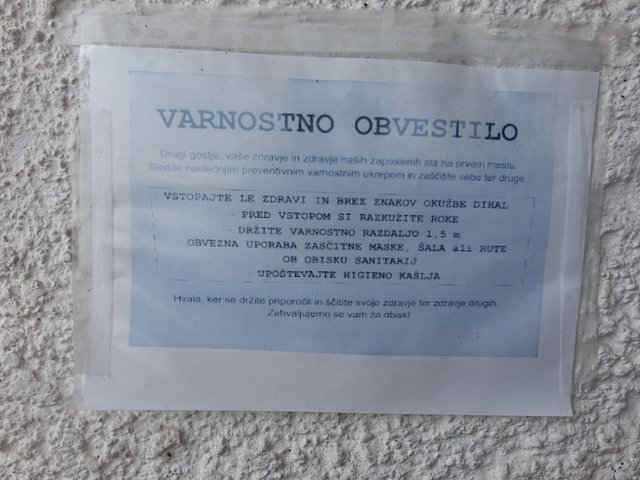 VARNOSTNO OBVESTILO
Dragi gostje, vaše zdravje in zdravje naših zaposlenih sta na prvem mestu.
Sledite naslednjim preventivnim varnostnim ukrepom in zaščitite sebe ter druge.
VSTOPAJTE LE ZDRAVI IN BREZ ZNAKOV OKUŽBE DIHAL
- PRED VSTOPOM SI RAZKUŽITE ROKE
- DRŽITE VARNOSTNO RAZDALJO 1,5 m
OBVEZNA UPORABA ZAŠČITNE MASKE, ŠALA ali RUTE
OB OBISKU SANITARIJ
- UPOŠTEVAJTE HIGIENO KAŠLJA
Hvala, ker se držite priporočil in ščitite svoje zdravje ter zdravje drugih.
Zahvaljujemo se vam za obisk!